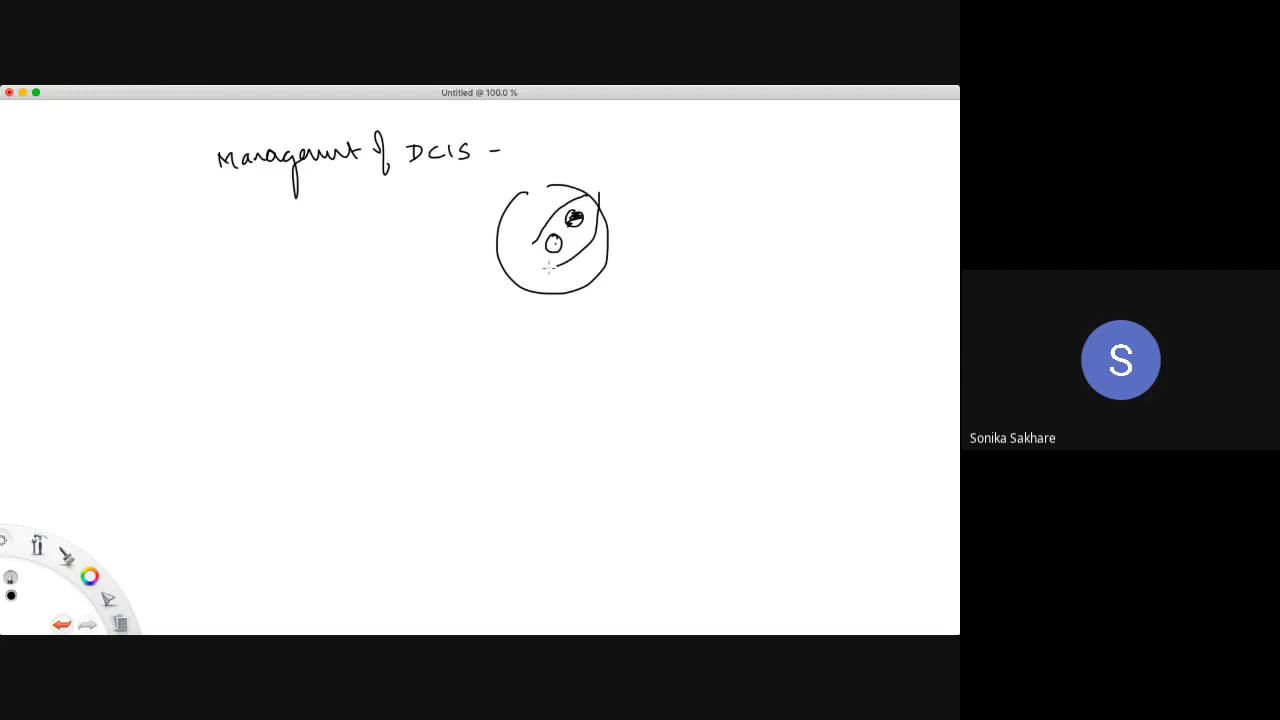 Untitled @ 100.0 %
Management of DCIS -
S
Sonika Sakhare